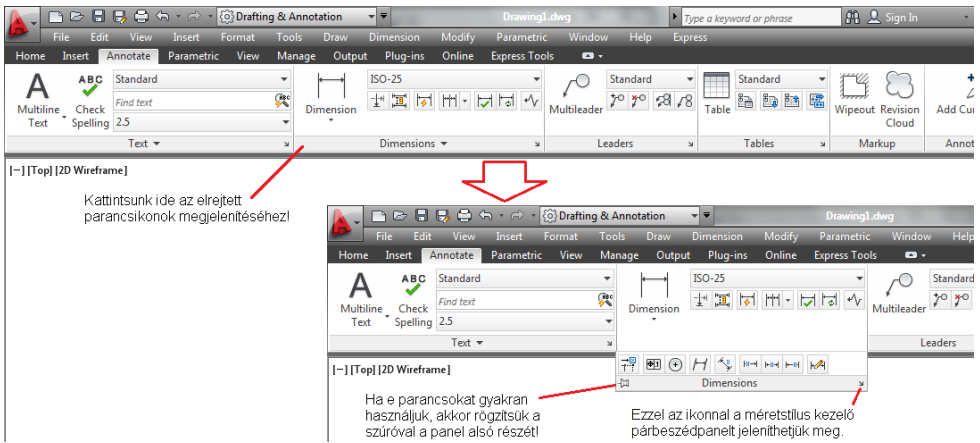 Drafting & Annotation Drawing1.dwg Type a keyword or phrase Sign In
File Edit View Insert Format Tools Draw Dimension Modify Parametric Window Help Express
Home Insert Annotate Parametric View Manage Output Plug-ins Online Express Tools
A ABC Standard ISO-25 Standard Standard
Multiline Text Check Spelling Find text Dimension Multileader Table Wipeout Revision Cloud Add Cu
2.5
Text Dimensions Leaders Tables Markup Annot
[−] [Top] [2D Wireframe]
Kattintsunk ide az elrejtett
parancsikonok megjelenítéséhez!
Drafting & Annotation Drawing1.dwg
File Edit View Insert Format Tools Draw Dimension Modify Parametric Window Help
Home Insert Annotate Parametric View Manage Output Plug-ins Online Express Tools
A ABC Standard ISO-25 Standard
Multiline Text Check Spelling Find text Dimension Multileader
2.5
Text Leaders
Dimensions
[−] [Top] [2D Wireframe]
Ha e parancsokat gyakran
használjuk, akkor rögzítsük a
szúróval a panel alsó részét!
Ezzel az ikonnal a méretstílus kezelő
párbeszédpanelt jeleníthetjük meg.